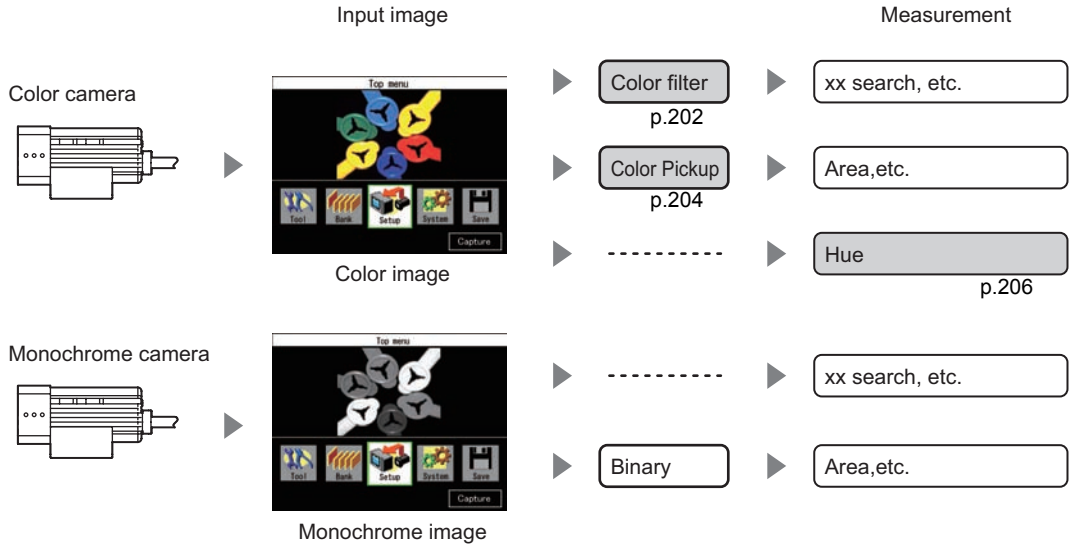 Input image
Measurement
Color camera
Top menu
Tool
Bank
Setup
System
Save
Capture
Color image
Color filter
p.202
xx search, etc.
Color Pickup
p.204
Area,etc.
Hue
p.206
Monochrome camera
Top menu
Tool
Bank
Setup
System
Save
Capture
Monochrome image
xx search, etc.
Binary
Area,etc.